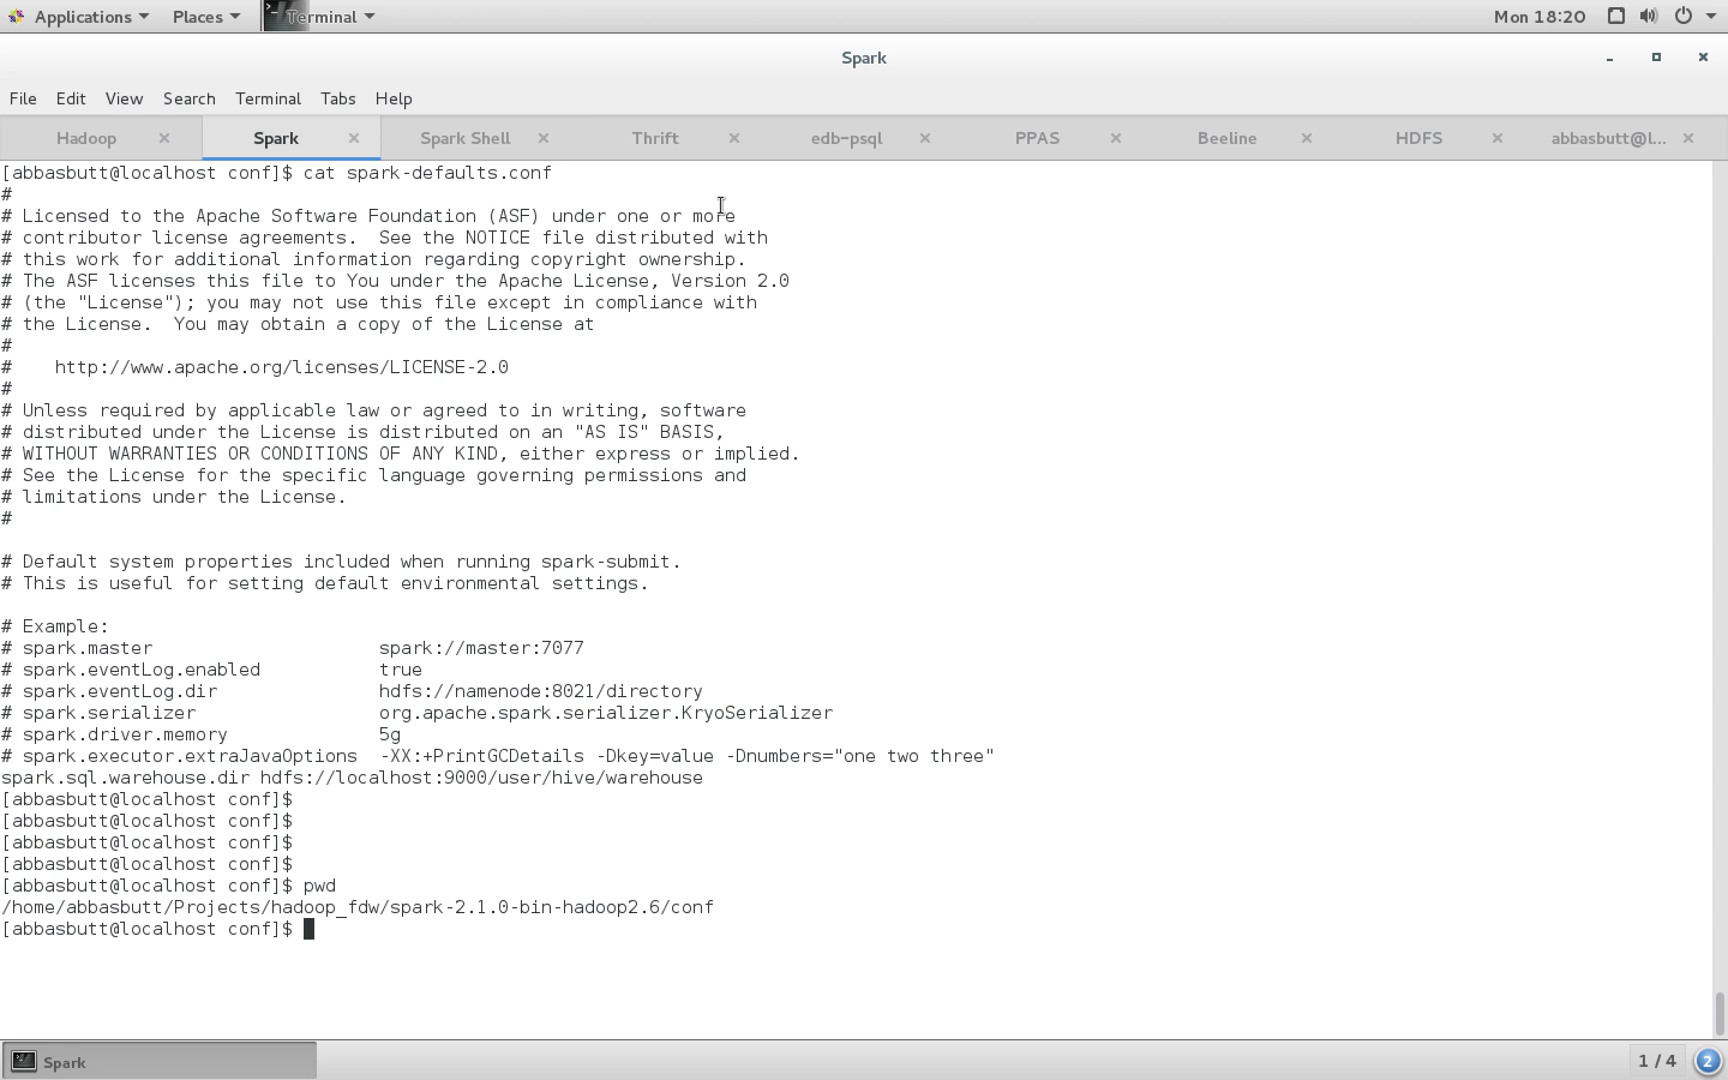 Applications Places Terminal Mon 18:20
Spark
File Edit View Search Terminal Tabs Help
Hadoop Spark Spark Shell Thrift edb-psql PPAS Beeline HDFS abbasbutt@l...
[abbasbutt@localhost conf]$ cat spark-defaults.conf
#
# Licensed to the Apache Software Foundation (ASF) under one or more
# contributor license agreements.  See the NOTICE file distributed with
# this work for additional information regarding copyright ownership.
# The ASF licenses this file to You under the Apache License, Version 2.0
# (the "License"); you may not use this file except in compliance with
# the License.  You may obtain a copy of the License at
#
#    http://www.apache.org/licenses/LICENSE-2.0
#
# Unless required by applicable law or agreed to in writing, software
# distributed under the License is distributed on an "AS IS" BASIS,
# WITHOUT WARRANTIES OR CONDITIONS OF ANY KIND, either express or implied.
# See the License for the specific language governing permissions and
# limitations under the License.
#
# Default system properties included when running spark-submit.
# This is useful for setting default environmental settings.
# Example:
# spark.master                     spark://master:7077
# spark.eventLog.enabled           true
# spark.eventLog.dir               hdfs://namenode:8021/directory
# spark.serializer                 org.apache.spark.serializer.KryoSerializer
# spark.driver.memory              5g
# spark.executor.extraJavaOptions  -XX:+PrintGCDetails -Dkey=value -Dnumbers="one two three"
spark.sql.warehouse.dir hdfs://localhost:9000/user/hive/warehouse
[abbasbutt@localhost conf]$
[abbasbutt@localhost conf]$
[abbasbutt@localhost conf]$
[abbasbutt@localhost conf]$
[abbasbutt@localhost conf]$ pwd
/home/abbasbutt/Projects/hadoop_fdw/spark-2.1.0-bin-hadoop2.6/conf
[abbasbutt@localhost conf]$
Spark 1 / 4 2